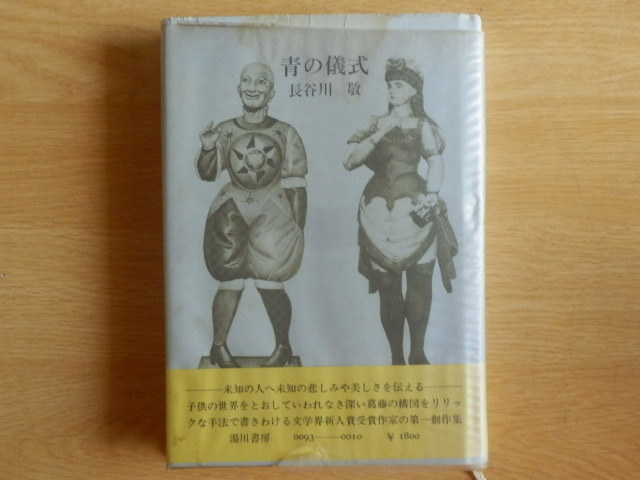 青の儀式
長谷川 敬
――未知の人へ未知の悲しみや美しさを伝える――
子供の世界をとおしていわれなき深い葛藤の構図をリリッ
クな手法で書きわける文学界新人賞受賞作家の第一創作集
湯川書房 0093――0010 ￥1800